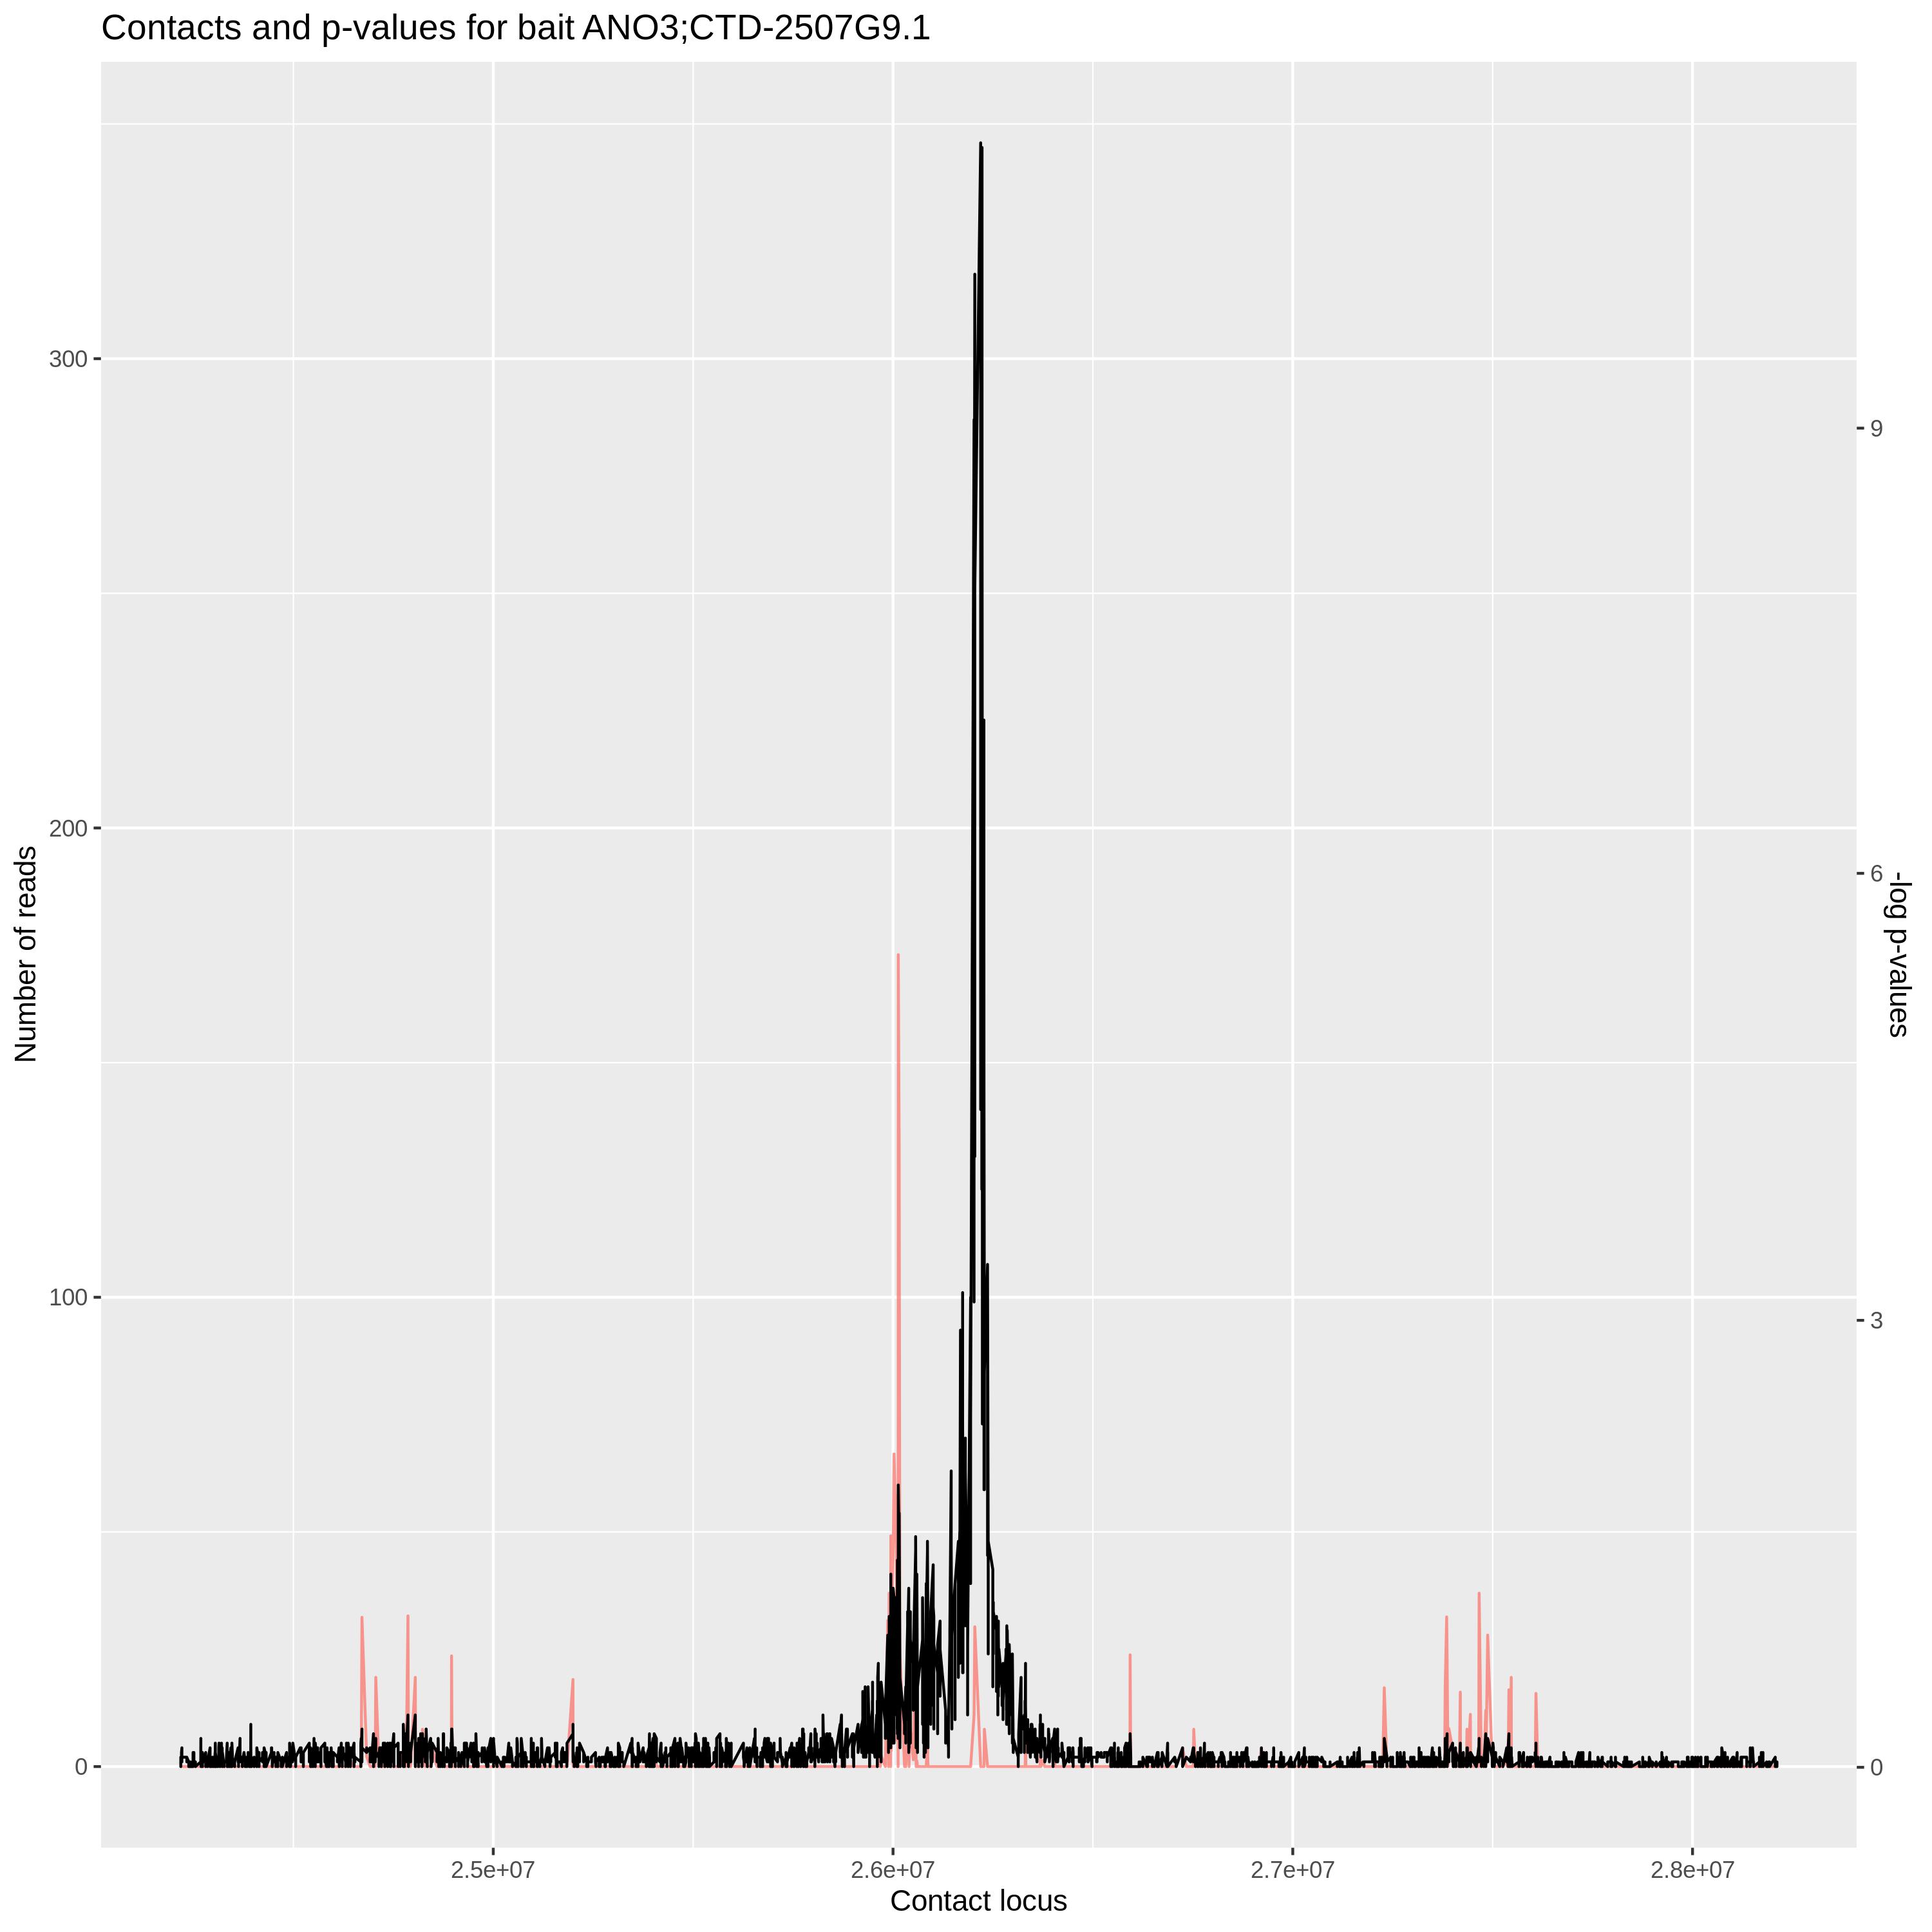 Contacts and p-values for bait ANO3;CTD-2507G9.1
300
200
100
0
Number of reads
9
6
3
0
-log p-values
2.5e+07
2.6e+07
2.7e+07
2.8e+07
Contact locus